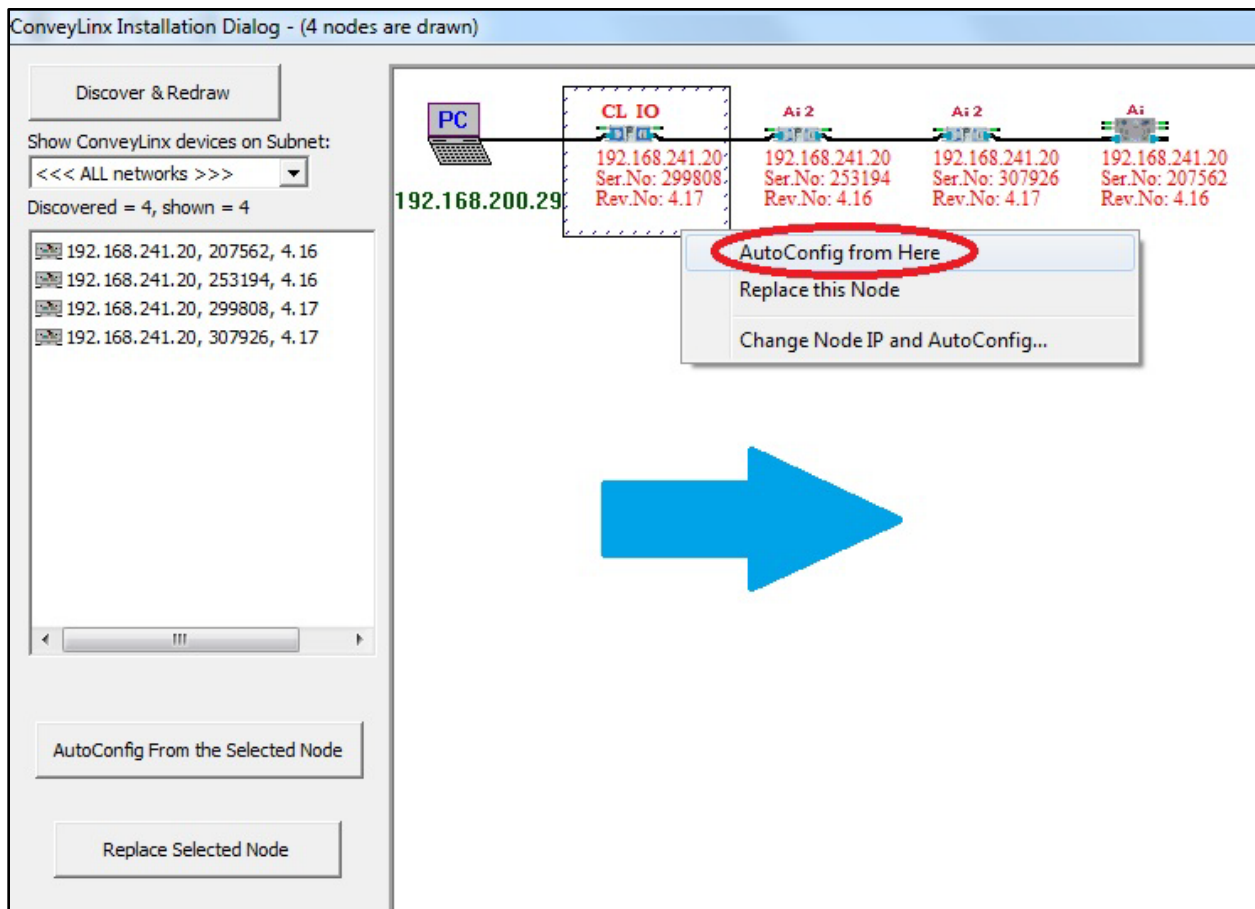 ConveyLinx Installation Dialog - (4 nodes are drawn)
Discover & Redraw
Show ConveyLinx devices on Subnet:
<<< ALL networks >>>
Discovered = 4, shown = 4
192.168.241.20, 207562, 4.16
192.168.241.20, 253194, 4.16
192.168.241.20, 299808, 4.17
192.168.241.20, 307926, 4.17
AutoConfig From the Selected Node
Replace Selected Node
PC
192.168.200.29
CL IO
192.168.241.20
Ser.No: 299808
Rev.No: 4.17
Ai 2
192.168.241.20
Ser.No: 253194
Rev.No: 4.16
Ai 2
192.168.241.20
Ser.No: 307926
Rev.No: 4.17
Ai
192.168.241.20
Ser.No: 207562
Rev.No: 4.16
AutoConfig from Here
Replace this Node
Change Node IP and AutoConfig...